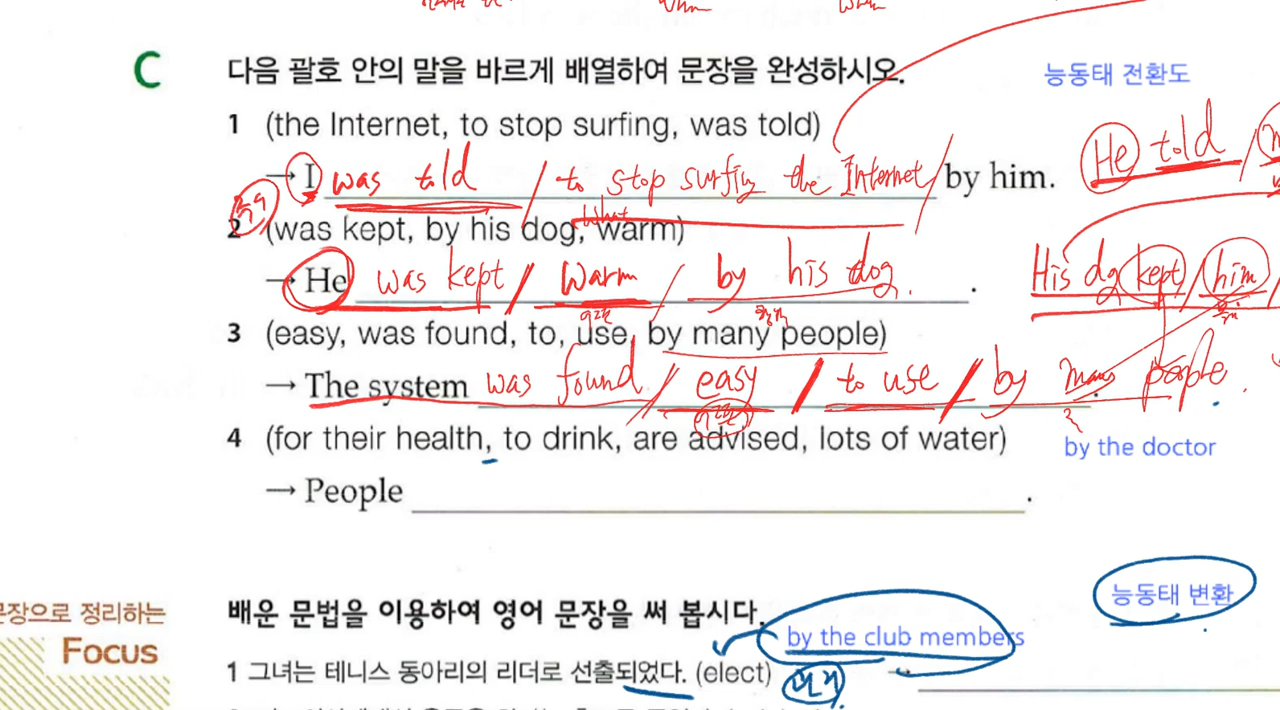 C 다음 괄호 안의 말을 바르게 배열하여 문장을 완성하시오. 능동태 전환도
1 (the Internet, to stop surfing, was told)
→ I was told / to stop surfing the Internet / by him. He told /
2 (was kept, by his dog, warm) what
→ He was kept / warm / by his dog. His dog kept / him /
3 (easy, was found, to, use, by many people)
→ The system was found / easy / to use / by many people.
4 (for their health, to drink, are advised, lots of water) by the doctor
→ People .
문장으로 정리하는 Focus
배운 문법을 이용하여 영어 문장을 써 봅시다. 능동태 변환
by the club members
1 그녀는 테니스 동아리의 리더로 선출되었다. (elect) →